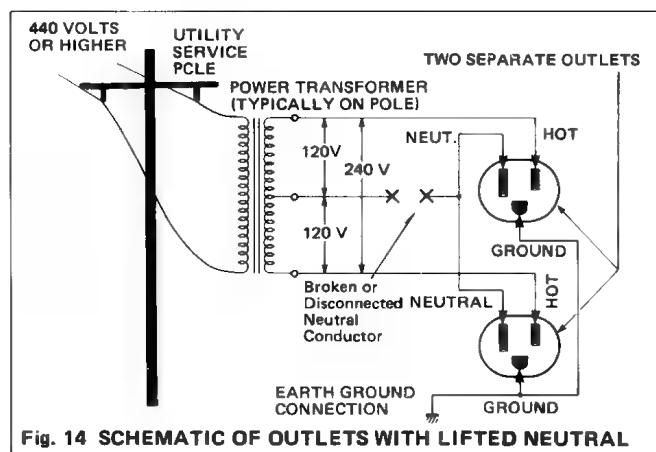 440 VOLTS
OR HIGHER
UTILITY
SERVICE
PCLE
TWO SEPARATE OUTLETS
POWER TRANSFORMER
(TYPICALLY ON POLE)
NEUT.
HOT
120V
240 V
120 V
GROUND
Broken or
Disconnected
Neutral
Conductor
NEUTRAL
HOT
EARTH GROUND
CONNECTION
GROUND
Fig. 14 SCHEMATIC OF OUTLETS WITH LIFTED NEUTRAL